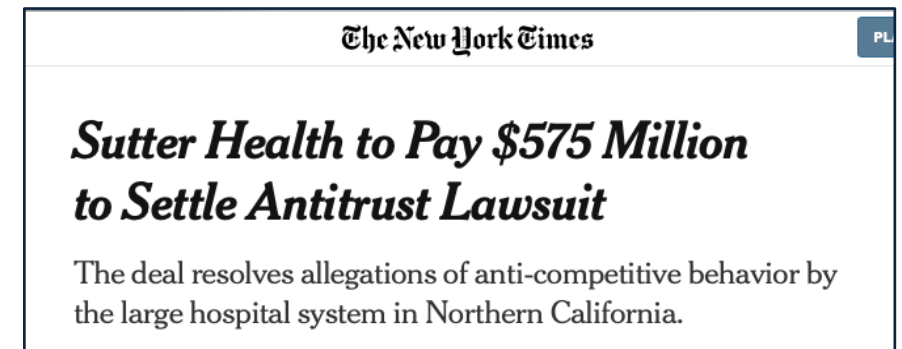 The New York Times
PL
Sutter Health to Pay $575 Million
to Settle Antitrust Lawsuit
The deal resolves allegations of anti-competitive behavior by
the large hospital system in Northern California.